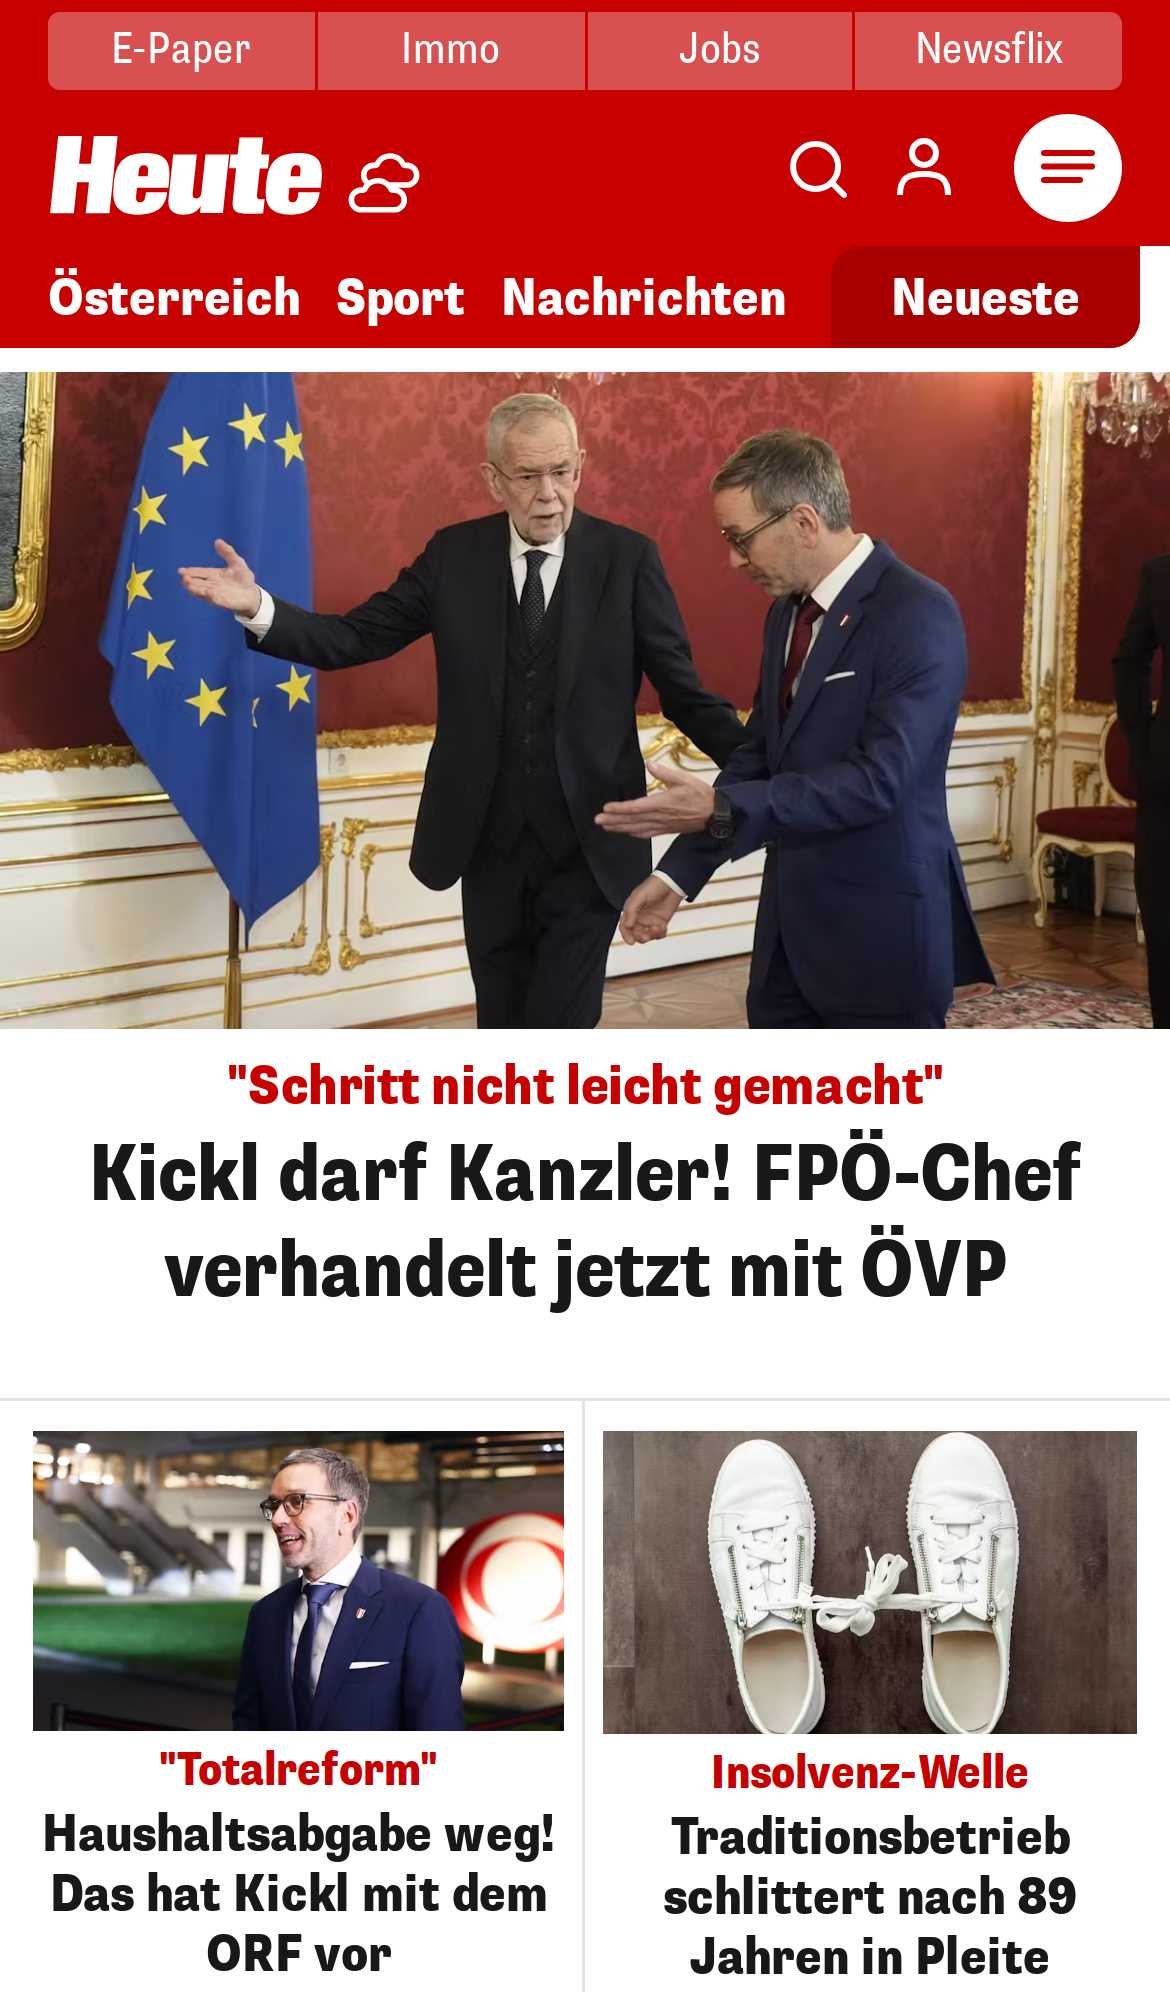 E-Paper Immo Jobs Newsflix
Heute
Österreich Sport Nachrichten Neueste
"Schritt nicht leicht gemacht"
Kickl darf Kanzler! FPÖ-Chef
verhandelt jetzt mit ÖVP
"Totalreform"
Haushaltsabgabe weg!
Das hat Kickl mit dem
ORF vor
Insolvenz-Welle
Traditionsbetrieb
schlittert nach 89
Jahren in Pleite